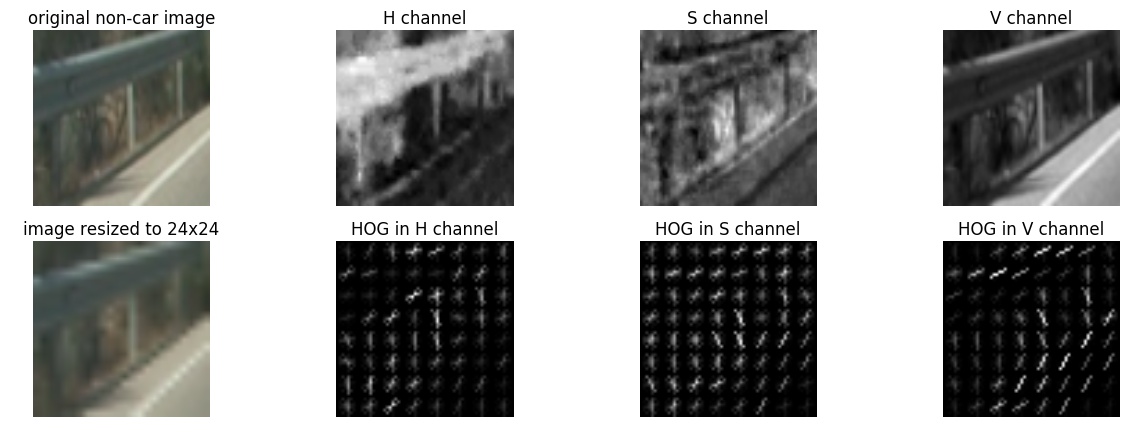 original non-car image
H channel
S channel
V channel
image resized to 24x24
HOG in H channel
HOG in S channel
HOG in V channel